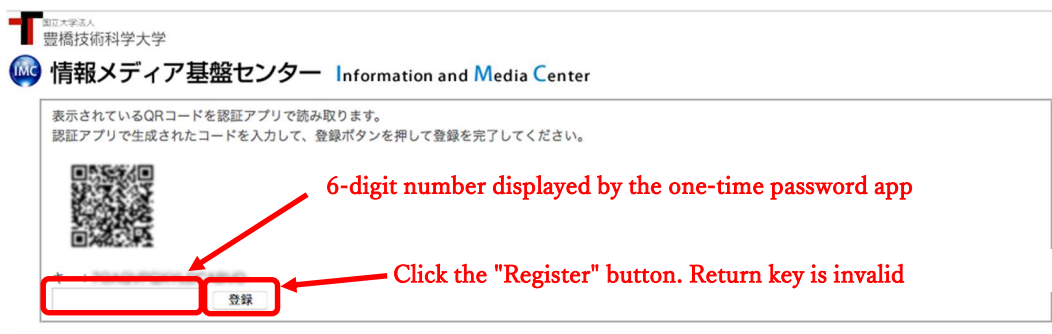 国立大学法人
豊橋技術科学大学
IMC 情報メディア基盤センター Information and Media Center
表示されているQRコードを認証アプリで読み取ります。
認証アプリで生成されたコードを入力して、登録ボタンを押して登録を完了してください。
6-digit number displayed by the one-time password app
Click the "Register" button. Return key is invalid
登録